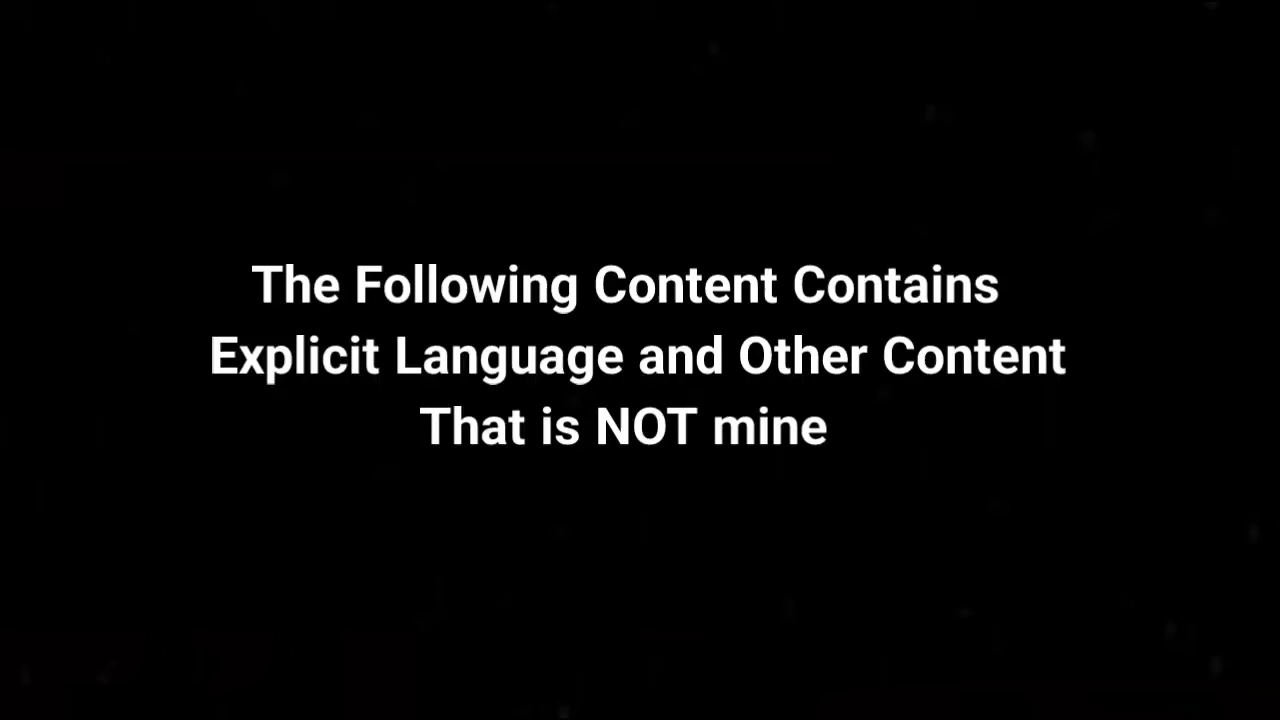 The Following Content Contains
Explicit Language and Other Content
That is NOT mine